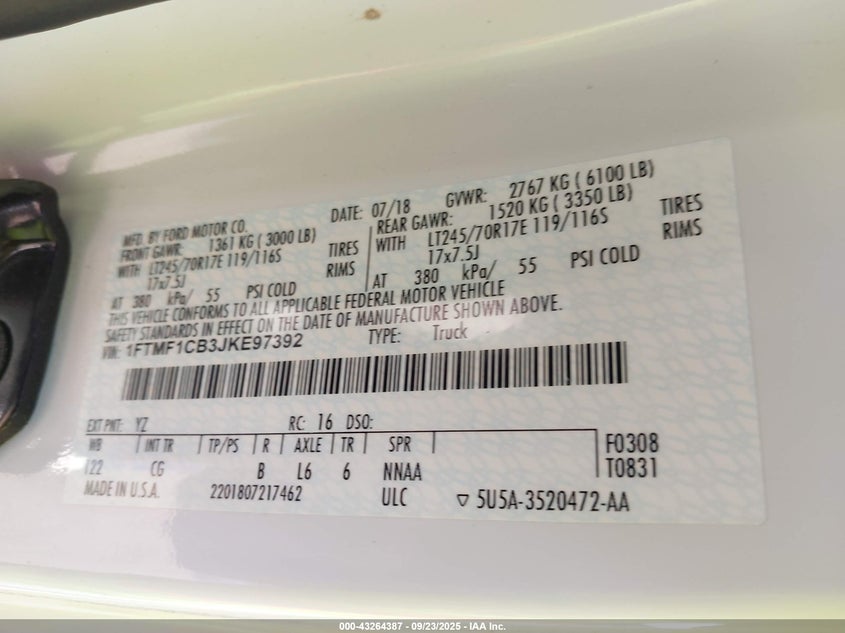 MFD. BY FORD MOTOR CO.
DATE: 07/18 GVWR: 2767 KG ( 6100 LB)
FRONT GAWR: 1361 KG ( 3000 LB)
WITH LT245/70R17E 119/116S TIRES
17x7.5J RIMS
AT 380 kPa/ 55 PSI COLD
REAR GAWR: 1520 KG ( 3350 LB)
WITH LT245/70R17E 119/116S TIRES
17x7.5J RIMS
AT 380 kPa/ 55 PSI COLD
THIS VEHICLE CONFORMS TO ALL APPLICABLE FEDERAL MOTOR VEHICLE
SAFETY STANDARDS IN EFFECT ON THE DATE OF MANUFACTURE SHOWN ABOVE.
VIN: 1FTMF1CB3JKE97392 TYPE: Truck
EXT PNT: YZ RC: 16 DSO:
WB INT TR TP/PS R AXLE TR SPR F0308
122 CG B L6 6 NNAA T0831
MADE IN U.S.A. 2201807217462 ULC ▽ 5U5A-3520472-AA
000-43264387 - 09/23/2025 - IAA Inc.